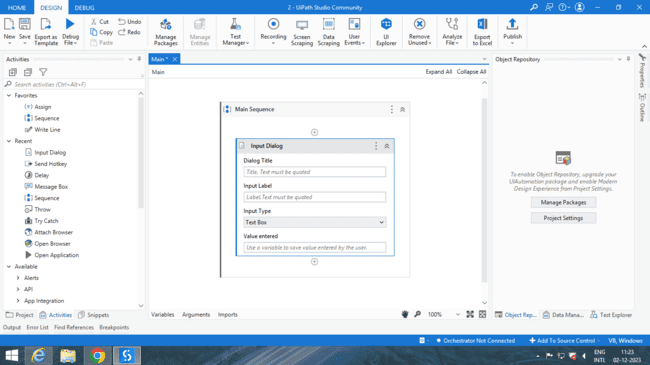 HOME DESIGN DEBUG 2 - UiPath Studio Community
New Save Export as Template Debug File Cut Copy Paste Undo Redo Manage Packages Manage Entities Test Manager Recording Screen Scraping Data Scraping User Events UI Explorer Remove Unused Analyze File Export to Excel Publish
Activities
Search activities (Ctrl+Alt+F)
Favorites
Assign
Sequence
Write Line
Recent
Input Dialog
Send Hotkey
Delay
Message Box
Sequence
Throw
Try Catch
Attach Browser
Open Browser
Open Application
Available
Alerts
API
App Integration
Project Activities Snippets
Main *
Main Expand All Collapse All
Main Sequence
Input Dialog
Dialog Title
Title. Text must be quoted
Input Label
Label.Text must be quoted
Input Type
Text Box
Value entered
Use a variable to save value entered by the user.
Variables Arguments Imports 100%
Object Repository
To enable Object Repository, upgrade your
UIAutomation package and enable Modern
Design Experience from Project Settings.
Manage Packages
Project Settings
Object Rep... Data Mana... Test Explorer
Properties
Outline
Output Error List Find References Breakpoints
Orchestrator Not Connected Add To Source Control VB, Windows
ENG 11:23
INTL 02-12-2023